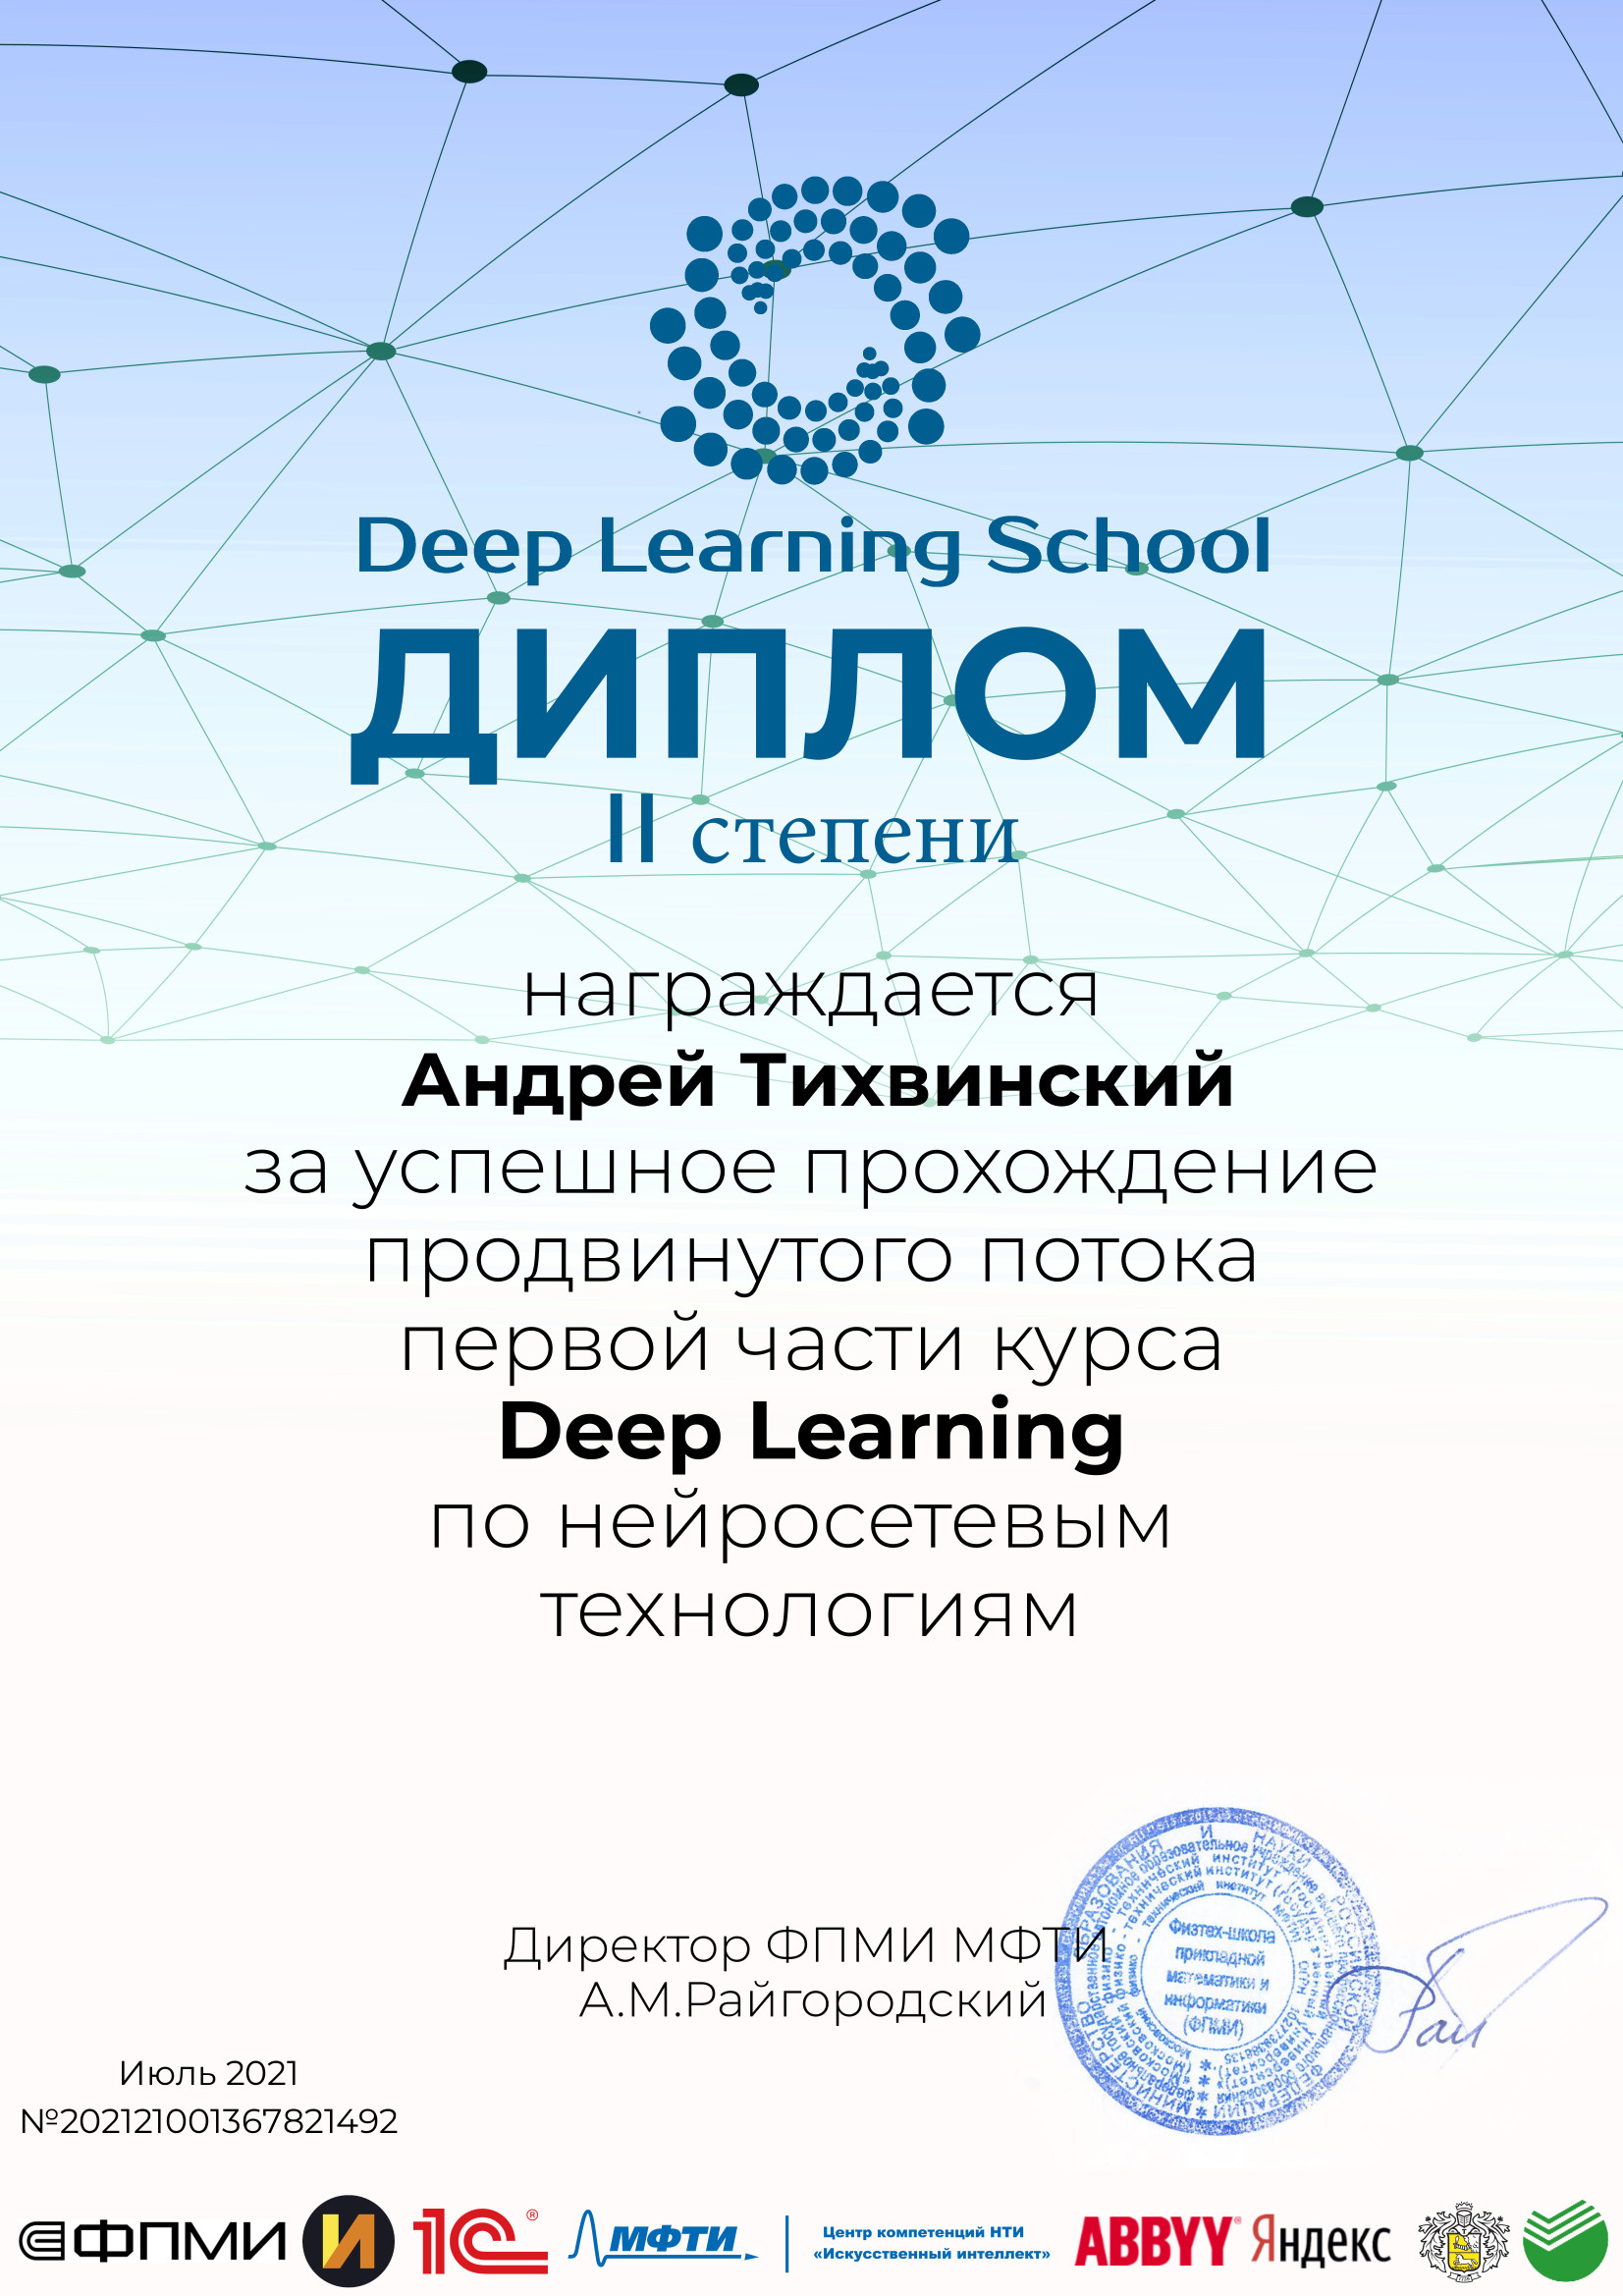 Deep Learning School
ДИПЛОМ
II степени
награждается
Андрей Тихвинский
за успешное прохождение
продвинутого потока
первой части курса
Deep Learning
по нейросетевым
технологиям
Директор ФПМИ МФТИ
А.М.Райгородский
Физтех-школа
прикладной
математики и
информатики
(ФПМИ)
Июль 2021
№202121001367821492
ФПМИ
И
1С®
МФТИ
Центр компетенций НТИ
«Искусственный интеллект»
ABBYY®
Яндекс